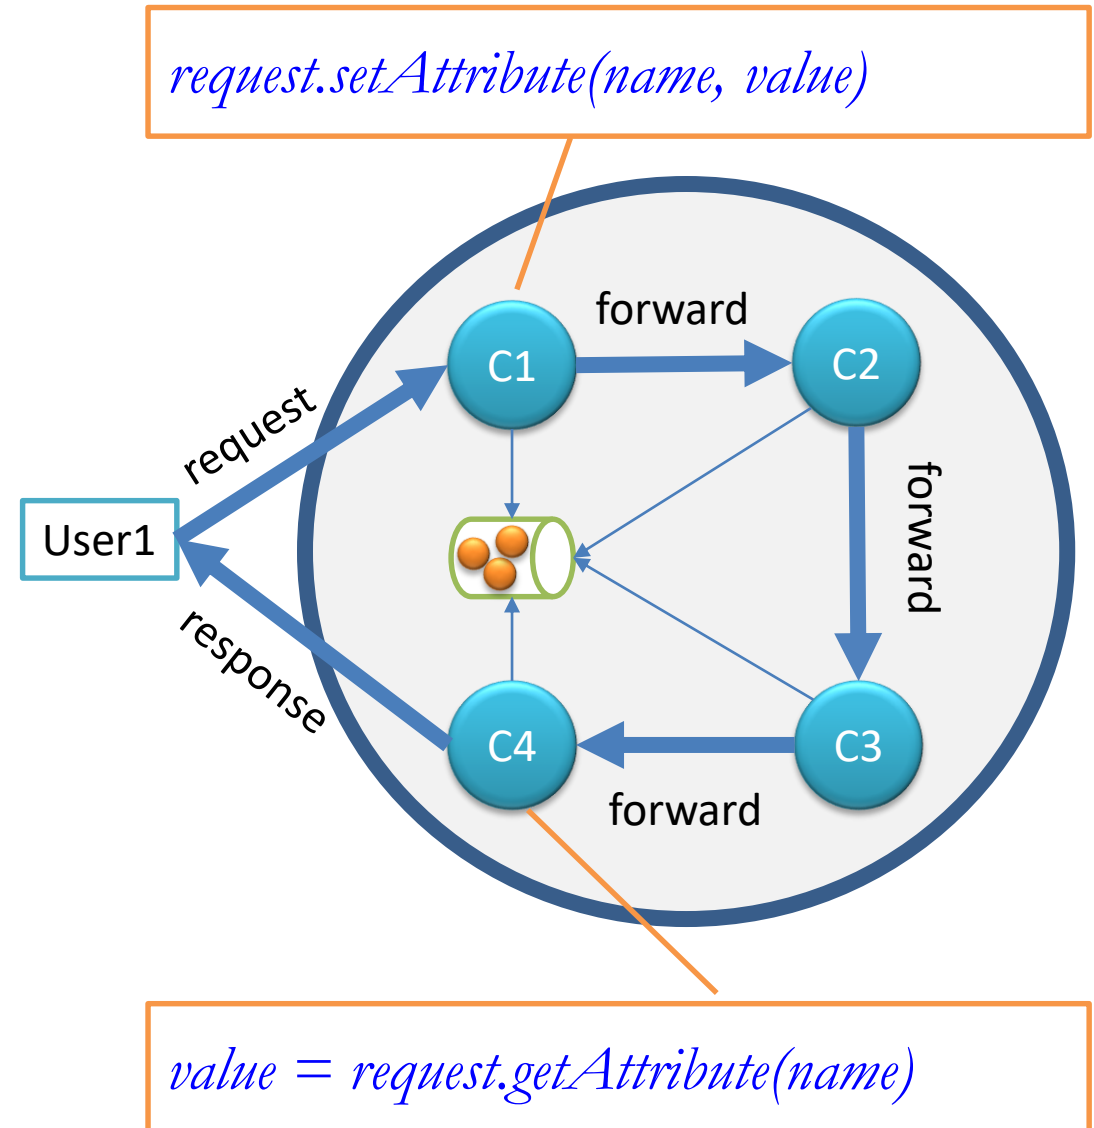 request.setAttribute(name, value)
forward
C1
C2
request
forward
User1
response
C4
C3
forward
value = request.getAttribute(name)